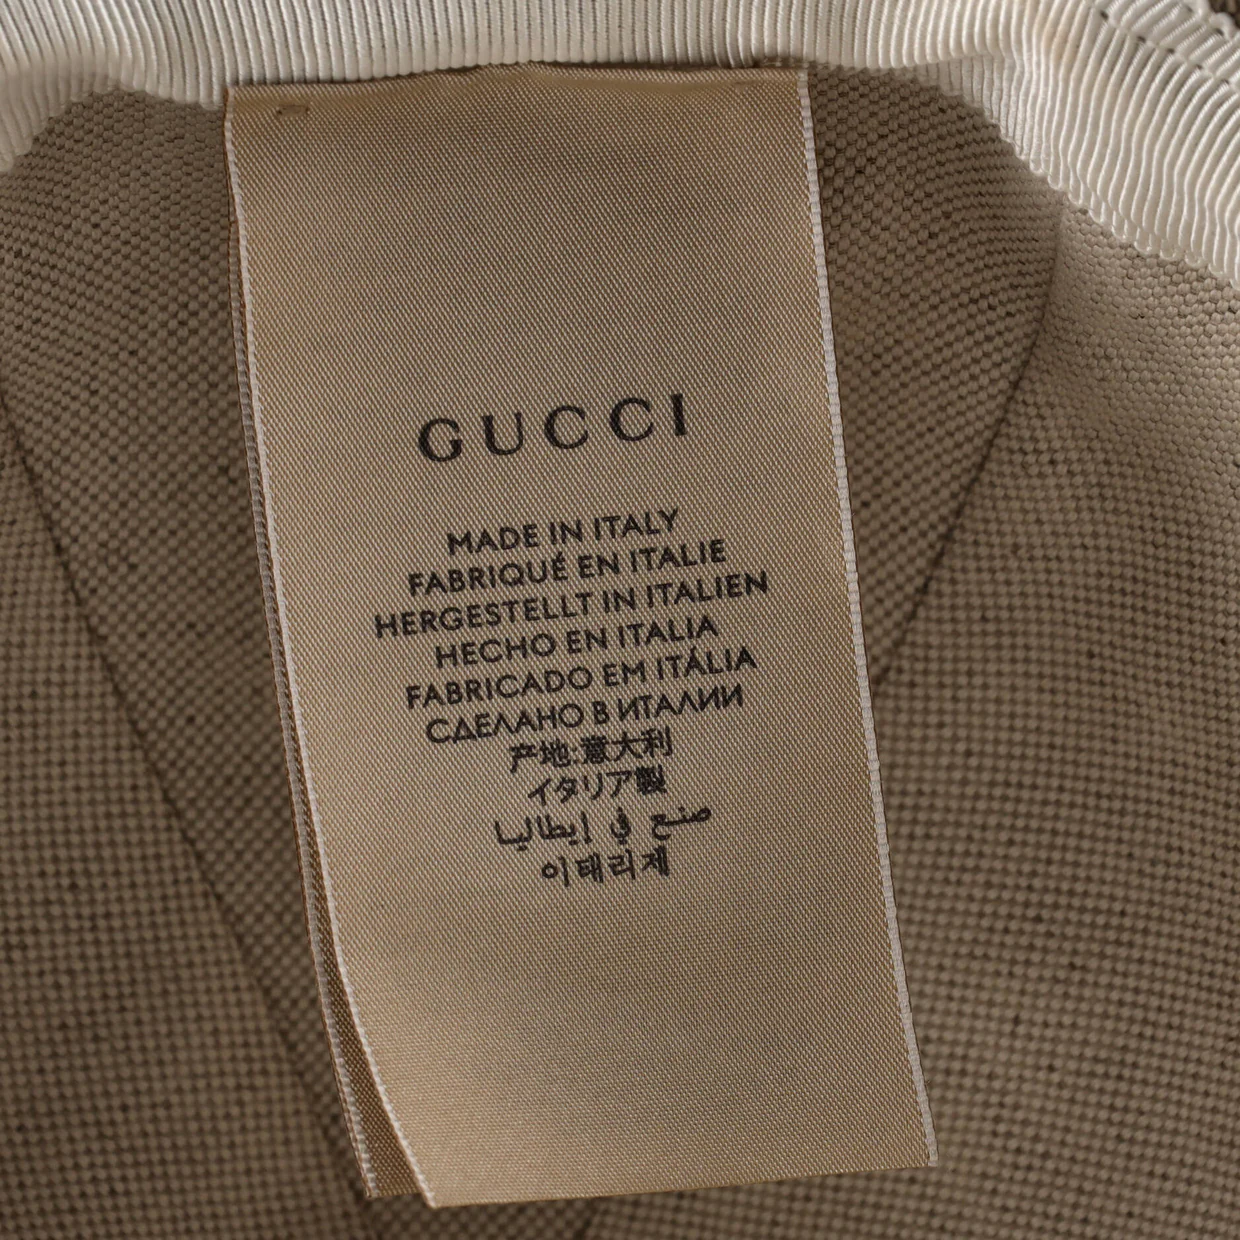 GUCCI
MADE IN ITALY
FABRIQUÉ EN ITALIE
HERGESTELLT IN ITALIEN
HECHO EN ITALIA
FABRICADO EM ITÁLIA
СДЕЛАНО В ИТАЛИИ
产地:意大利
イタリア製
صنع في إيطاليا
이태리제